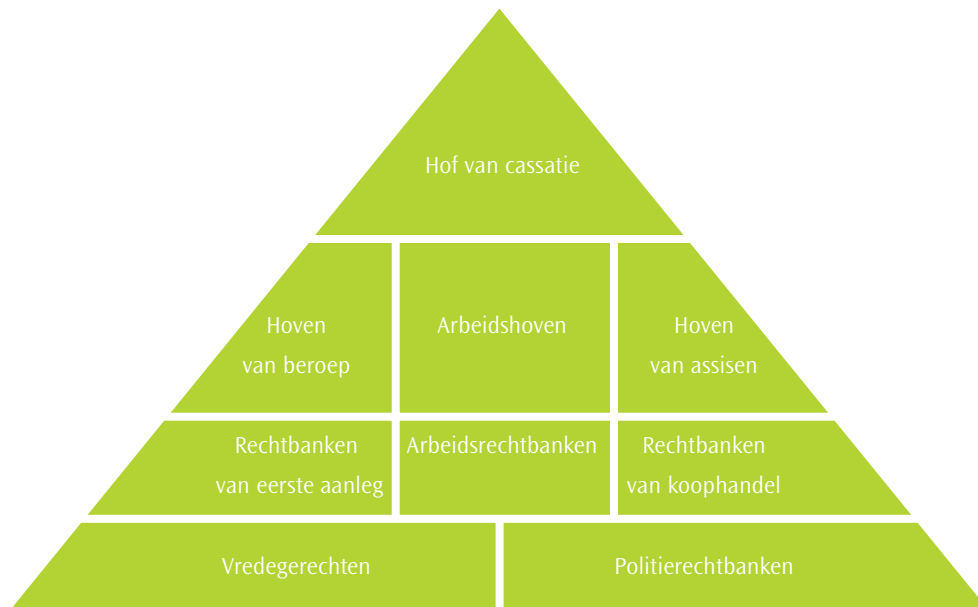 Hof van cassatie
Hoven
van beroep
Arbeidshoven
Hoven
van assisen
Rechtbanken
van eerste aanleg
Arbeidsrechtbanken
Rechtbanken
van koophandel
Vredegerechten
Politierechtbanken